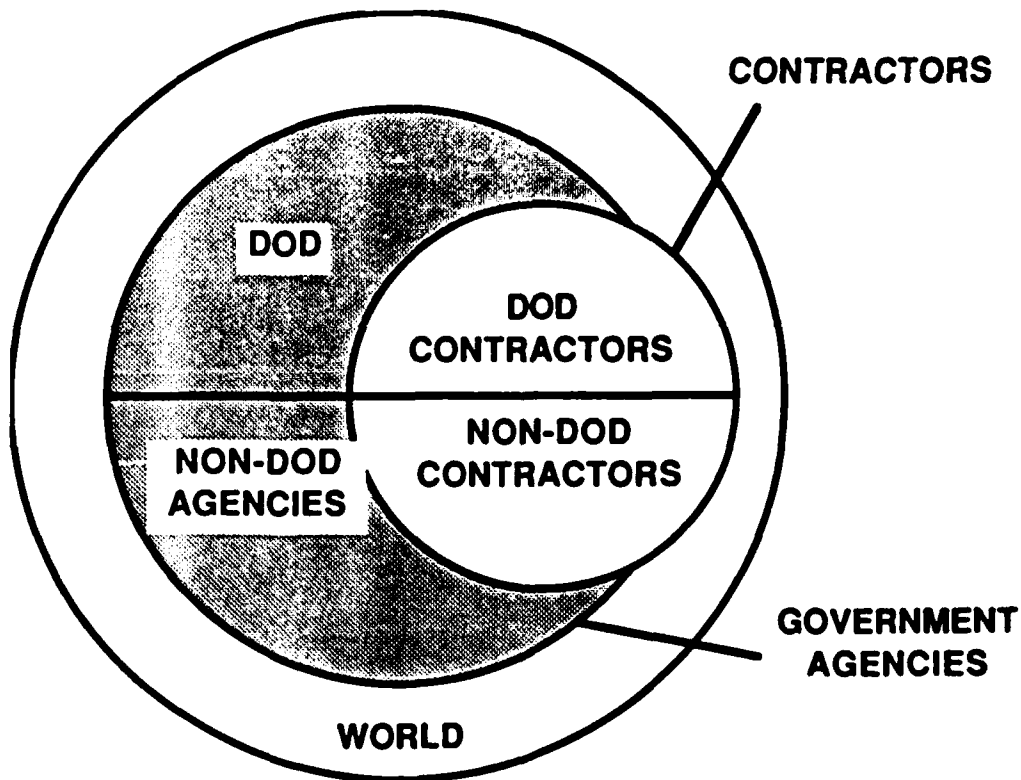 CONTRACTORS
DOD
DOD
CONTRACTORS
NON-DOD
AGENCIES
NON-DOD
CONTRACTORS
GOVERNMENT
AGENCIES
WORLD